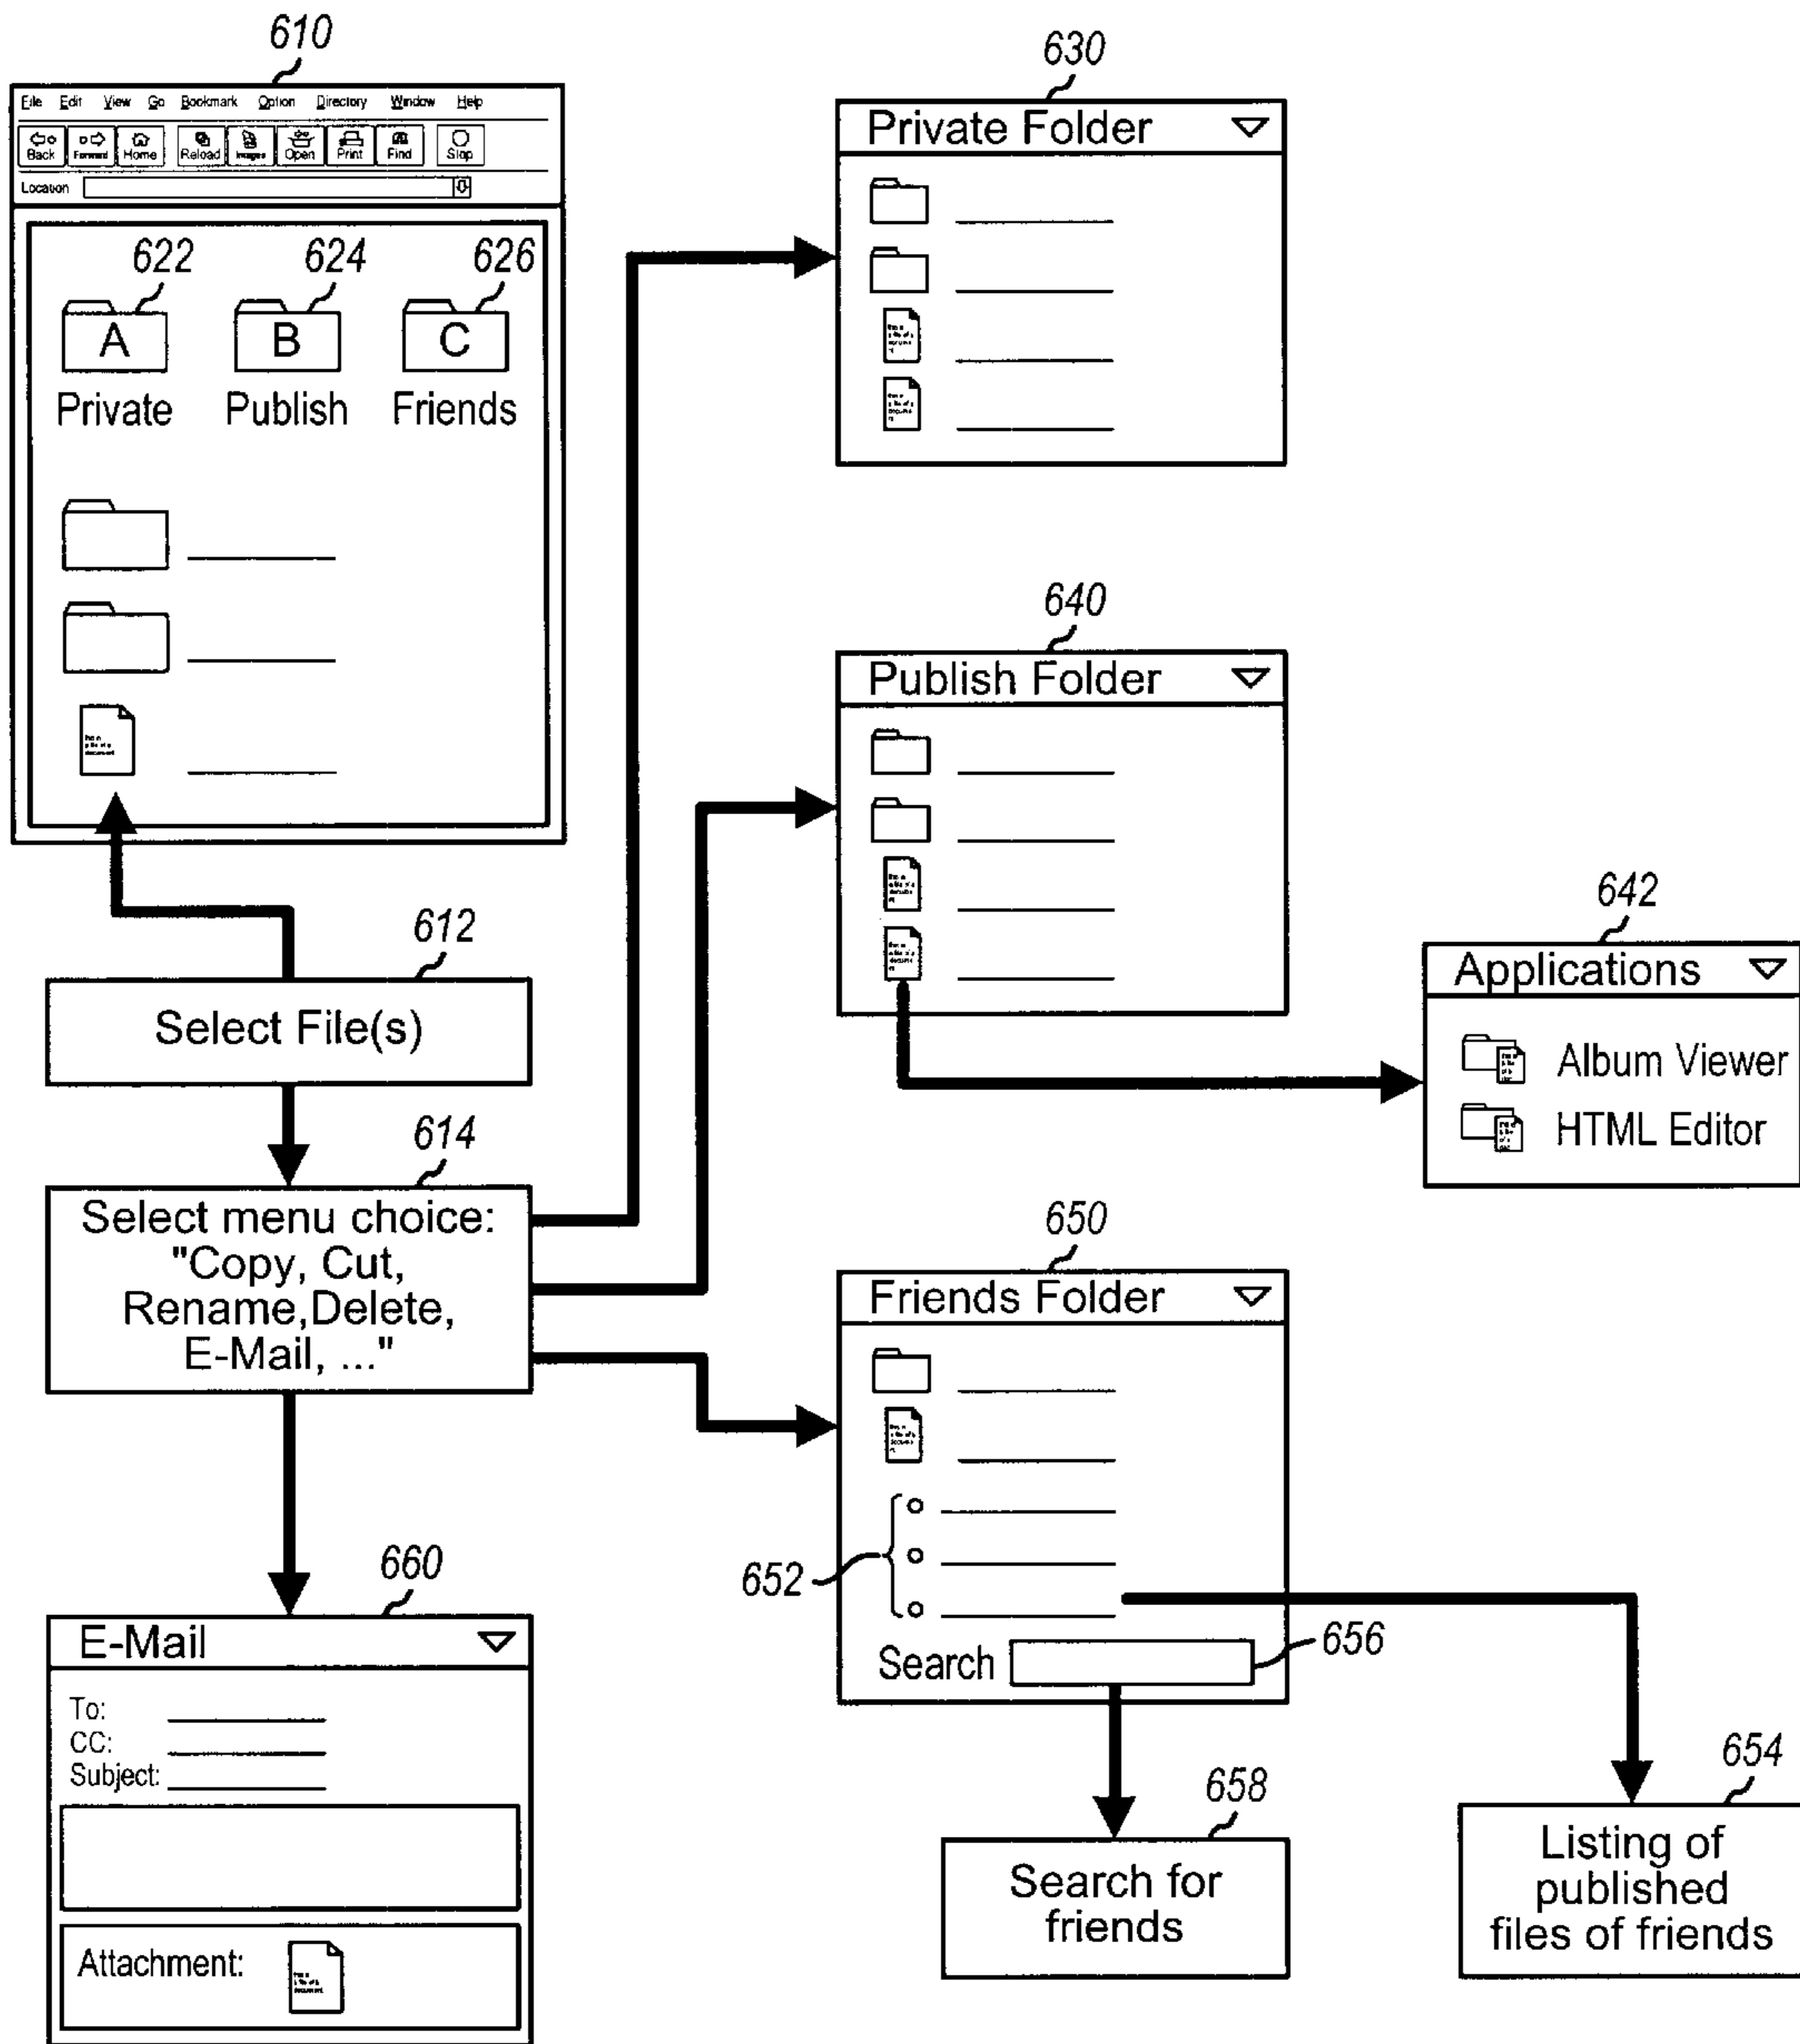 610
File Edit View Go Bookmark Option Directory Window Help
Back Forward Home Reload Images Open Print Find Stop
Location
622 624 626
A B C
Private Publish Friends
612
Select File(s)
614
Select menu choice:
"Copy, Cut,
Rename,Delete,
E-Mail, ..."
660
E-Mail
To:
CC:
Subject:
Attachment:
630
Private Folder
640
Publish Folder
642
Applications
Album Viewer
HTML Editor
650
Friends Folder
652
Search
656
658
Search for
friends
654
Listing of
published
files of friends